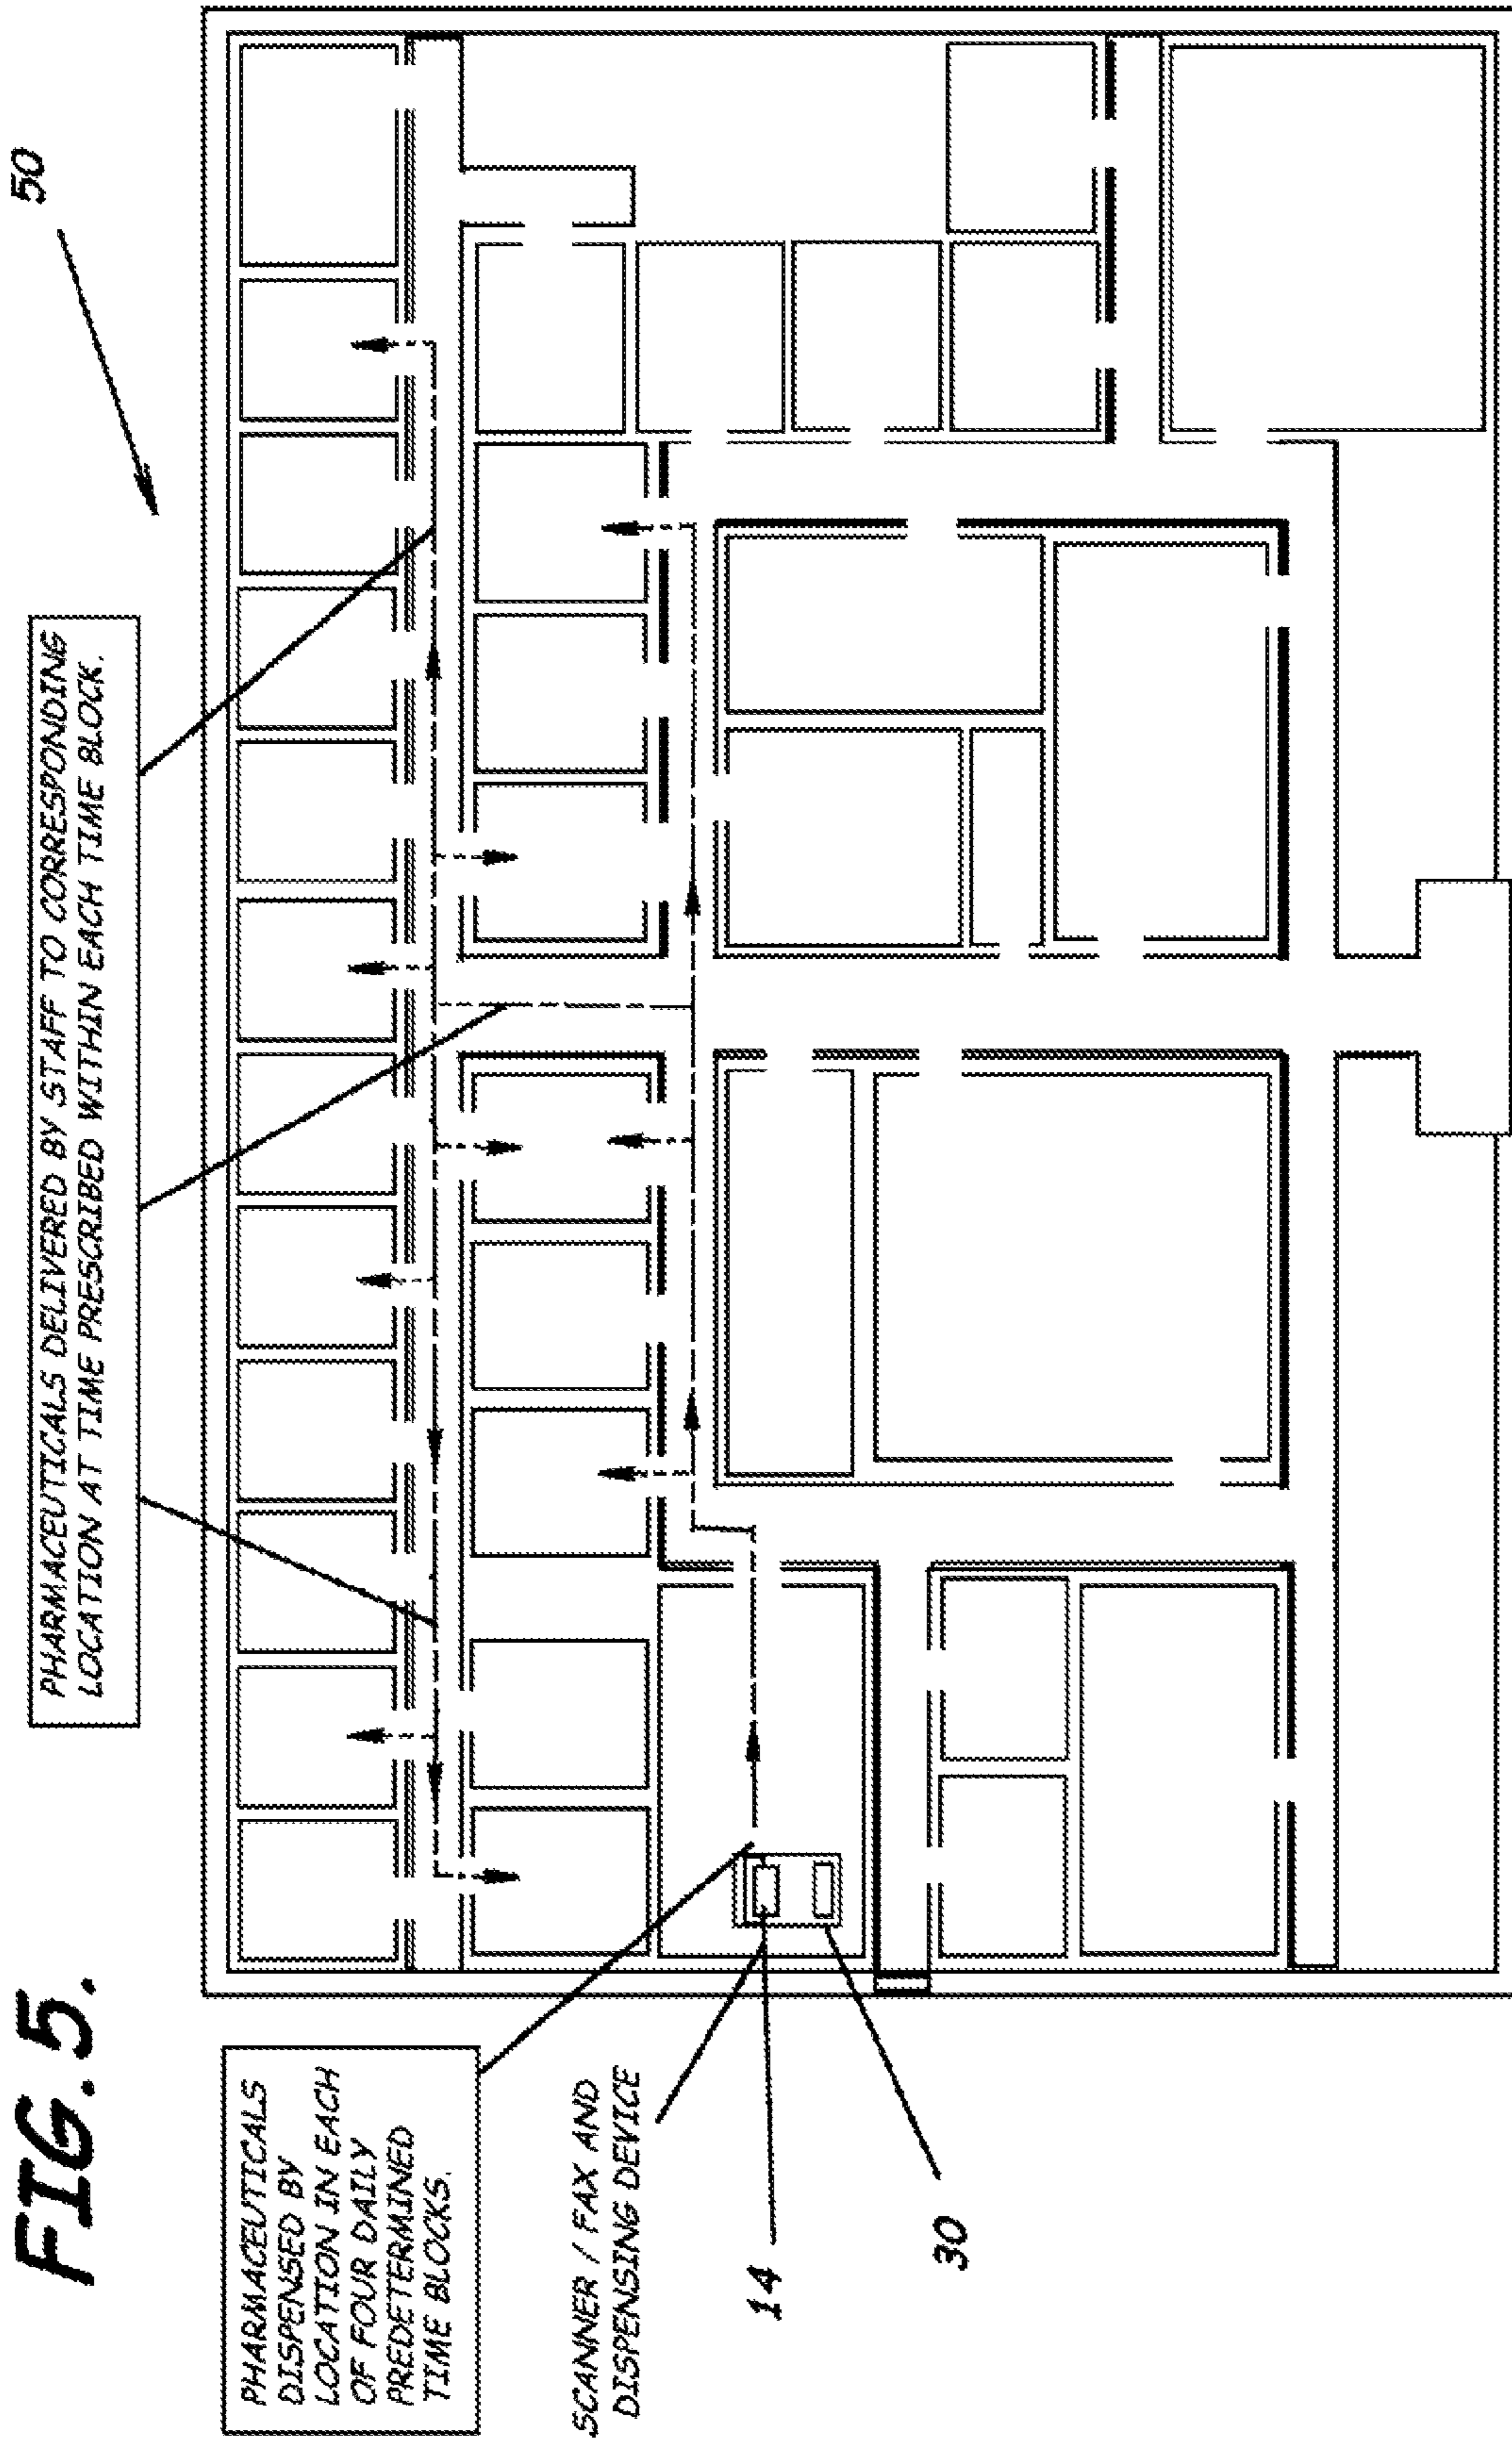 FIG. 5.
PHARMACEUTICALS DELIVERED BY STAFF TO CORRESPONDING
LOCATION AT TIME PRESCRIBED WITHIN EACH TIME BLOCK.
50
PHARMACEUTICALS
DISPENSED BY
LOCATION IN EACH
OF FOUR DAILY
PREDETERMINED
TIME BLOCKS.
SCANNER / FAX AND
DISPENSING DEVICE
14
30